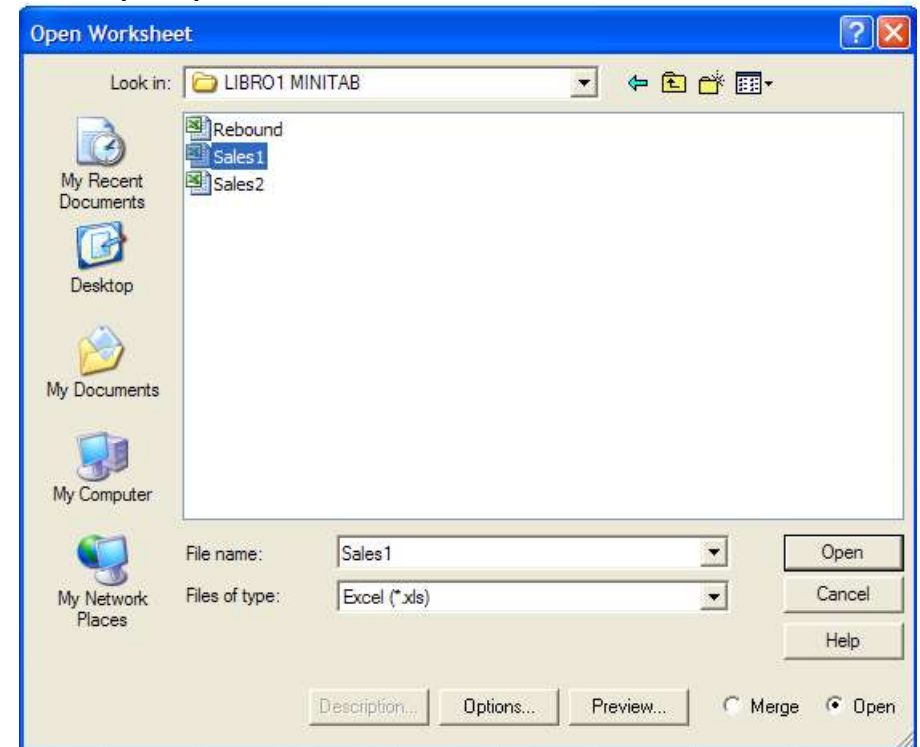 Open Worksheet
Look in: LIBRO1 MINITAB
Rebound
Sales1
Sales2
My Recent
Documents
Desktop
My Documents
My Computer
My Network
Places
File name: Sales1 Open
Files of type: Excel (*.xls) Cancel
Help
Description... Options... Preview... Merge Open